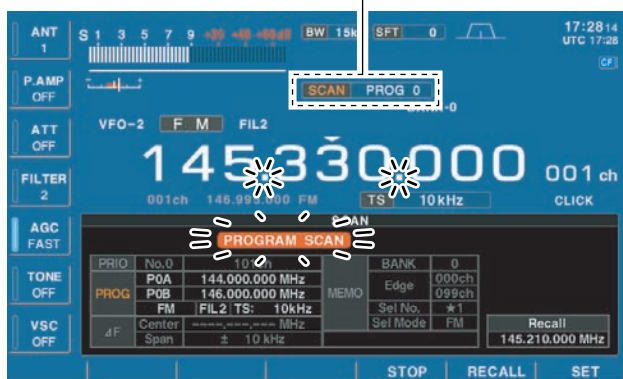 ANT
1
S 1 3 5 7 9 +20 +40 +60dB
BW 15k
SFT 0
17:28 14
UTC 17:28
CF
P.AMP
OFF
SCAN PROG 0
BANK-0
ATT
OFF
VFO-2 FM FIL2
145.330.000
001 ch
FILTER
2
001ch 146.995.000 FM
TS 10kHz
CLICK
AGC
FAST
SCAN
PROGRAM SCAN
PRIO No.0 101ch
BANK 0
PROG P0A 144.000.000 MHz
MEMO Edge 000ch
P0B 146.000.000 MHz
099ch
FM FIL2 TS: 10kHz
Sel No. ★1
ΔF Center ----.---.--- MHz
Sel Mode FM
Span ± 10 kHz
TONE
OFF
VSC
OFF
Recall
145.210.000 MHz
STOP RECALL SET